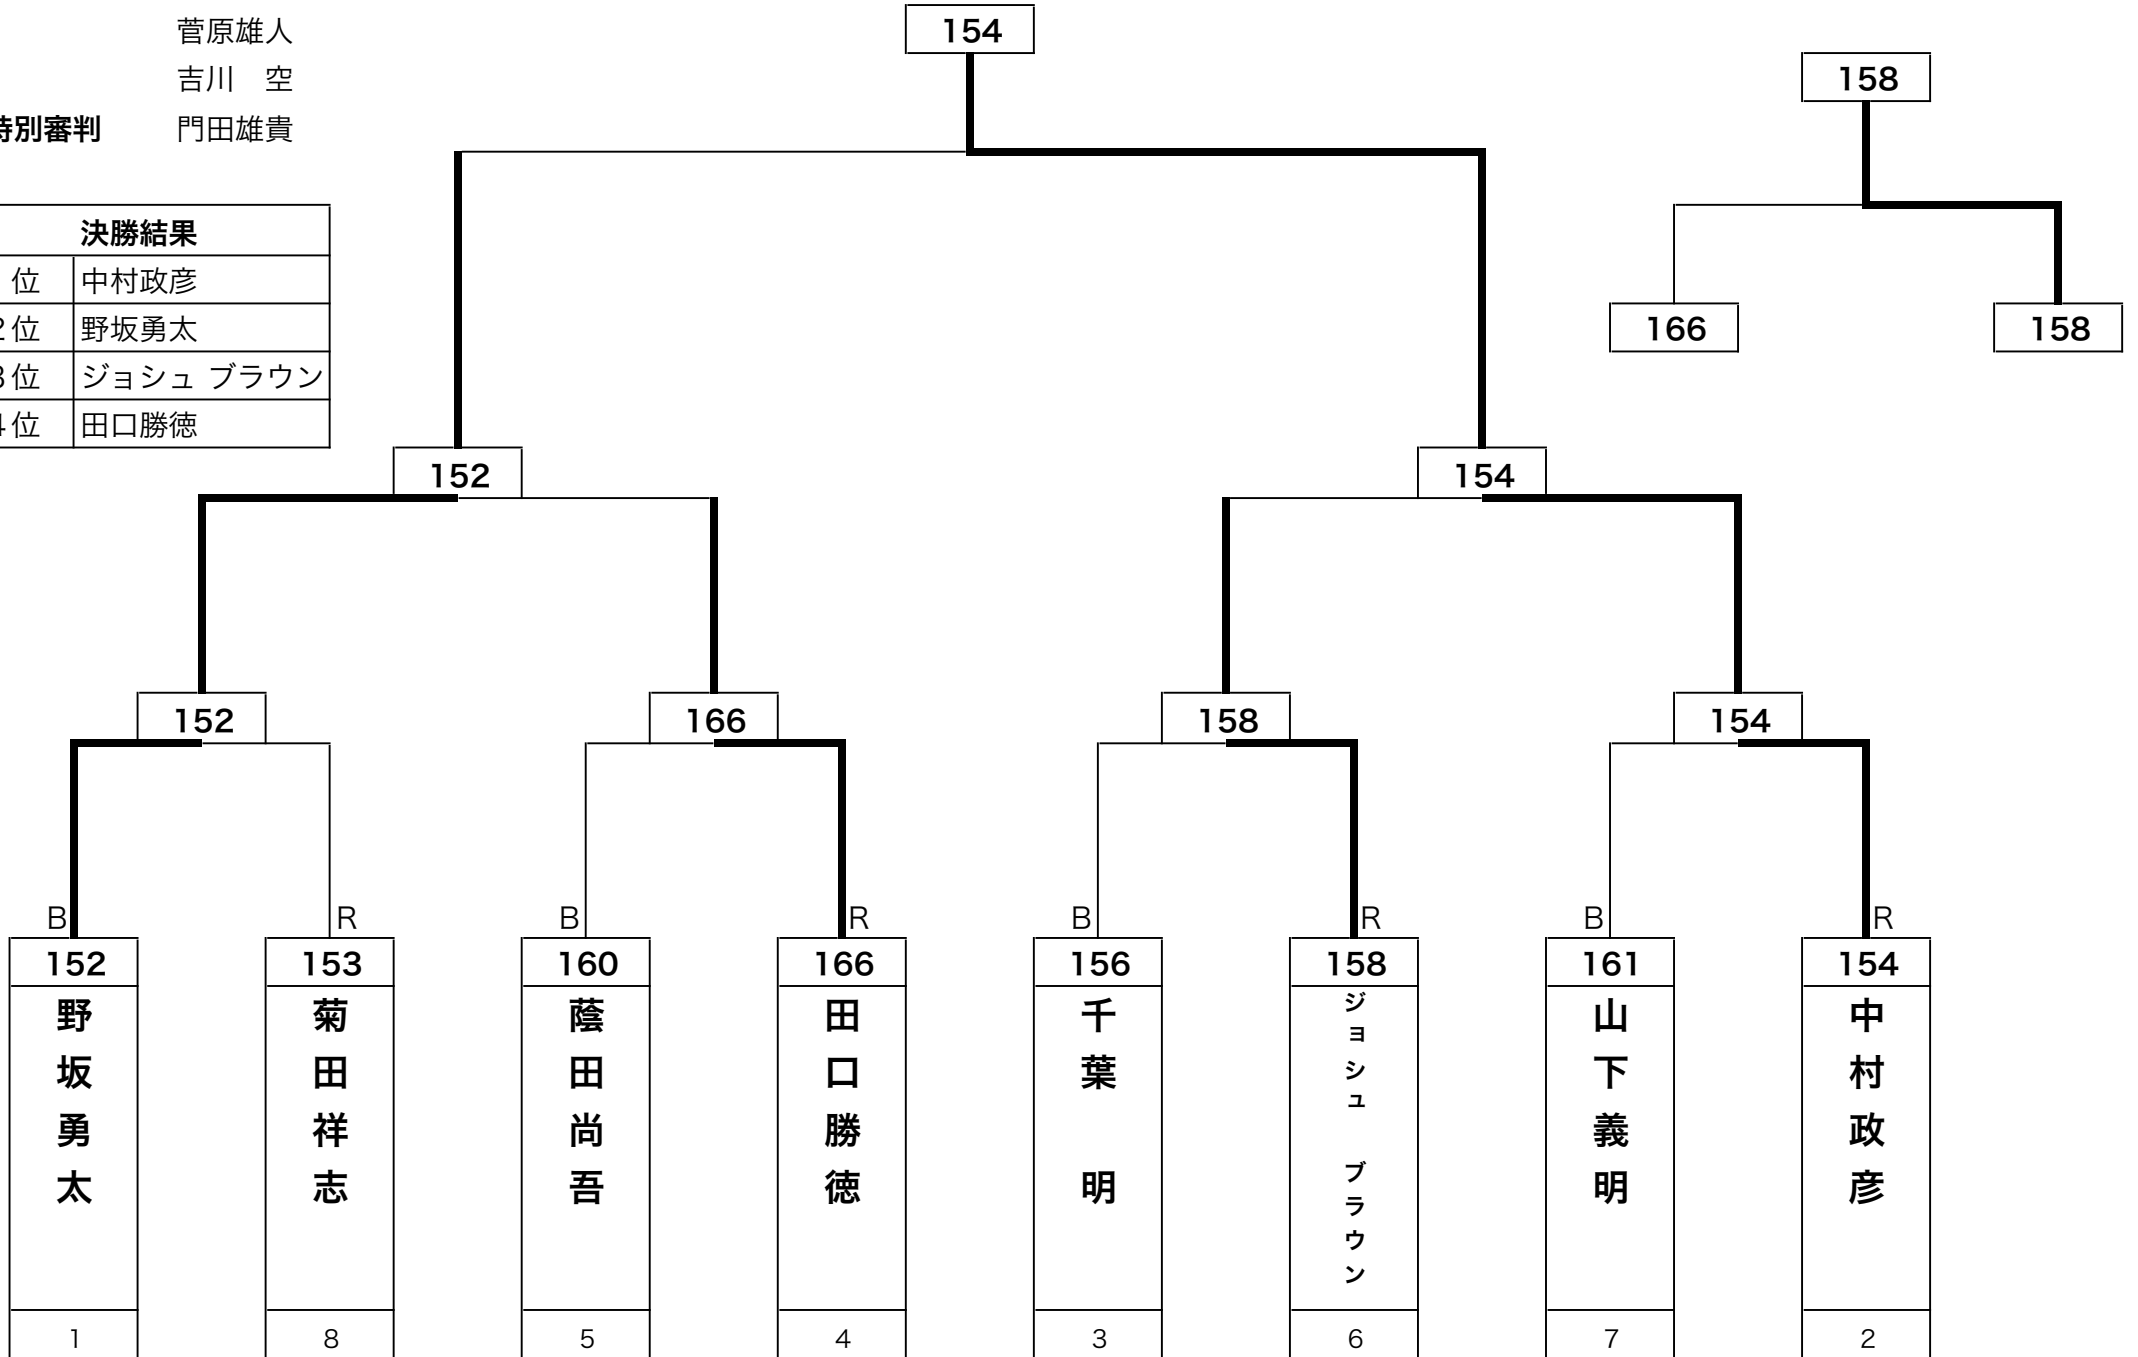 菅原雄人
吉川　空
特別審判 門田雄貴
154
158
決勝結果
位 中村政彦
2位 野坂勇太
3位 ジョシュ ブラウン
4位 田口勝徳
166 158
152 154
152 166 158 154
B R B R B R B R
152 153 160 166 156 158 161 154
野坂勇太
菊田祥志
蔭田尚吾
田口勝徳
千葉　明
ジョシュ ブラウン
山下義明
中村政彦
1 8 5 4 3 6 7 2